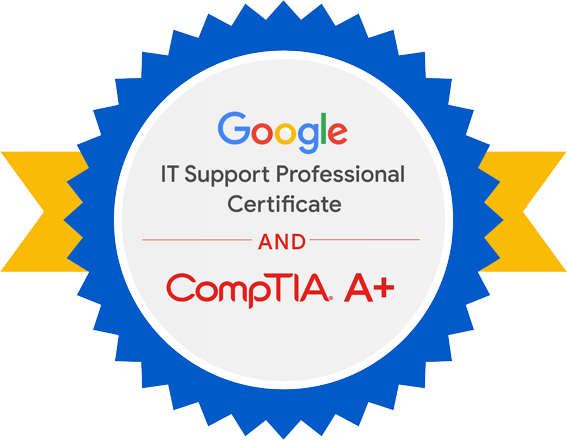 Google
IT Support Professional
Certificate
AND
CompTIA® A+